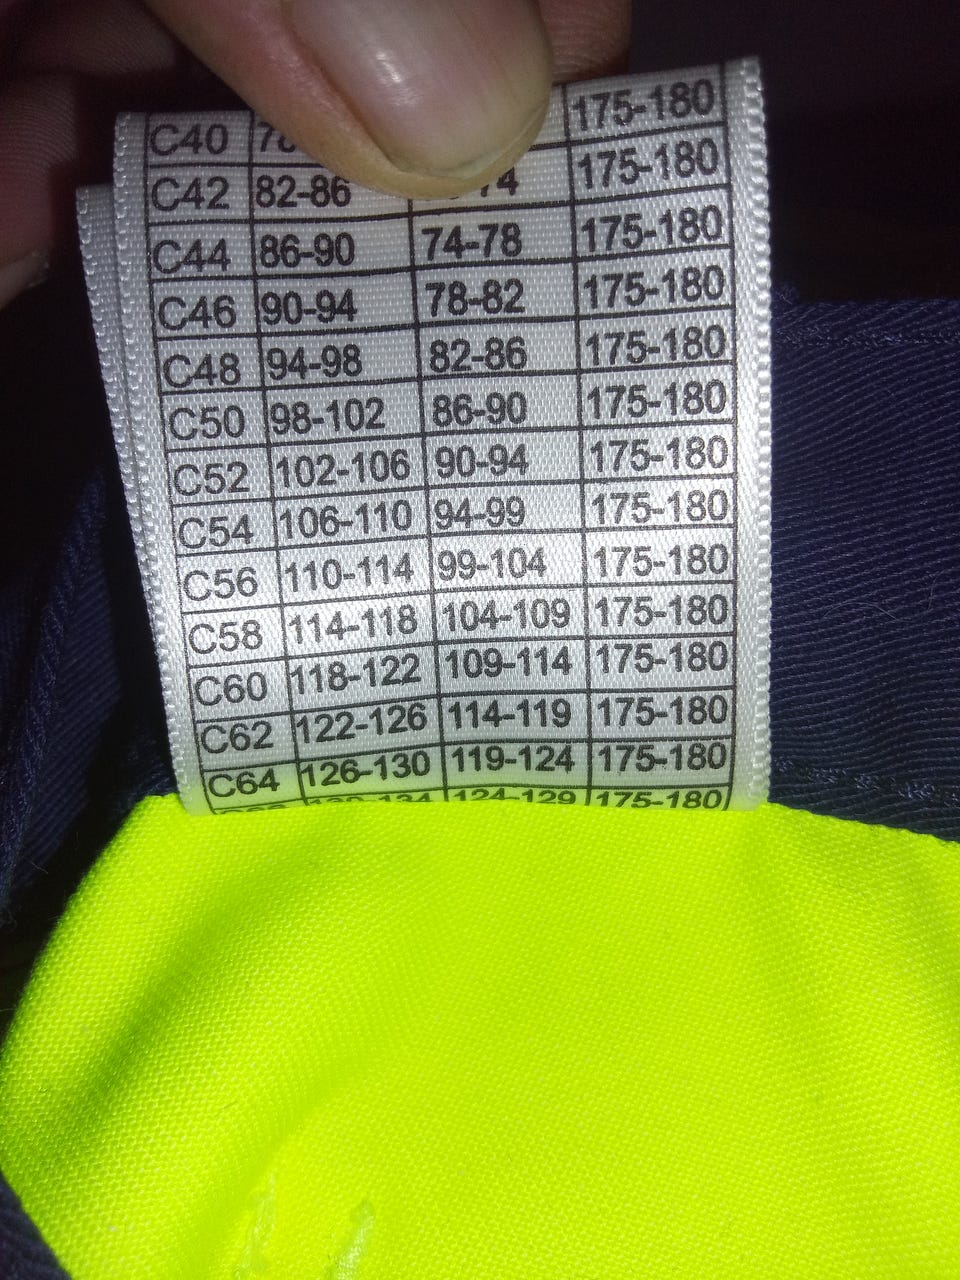 C40 175-180
C42 82-86 74 175-180
C44 86-90 74-78 175-180
C46 90-94 78-82 175-180
C48 94-98 82-86 175-180
C50 98-102 86-90 175-180
C52 102-106 90-94 175-180
C54 106-110 94-99 175-180
C56 110-114 99-104 175-180
C58 114-118 104-109 175-180
C60 118-122 109-114 175-180
C62 122-126 114-119 175-180
C64 126-130 119-124 175-180
130-134 124-129 175-180